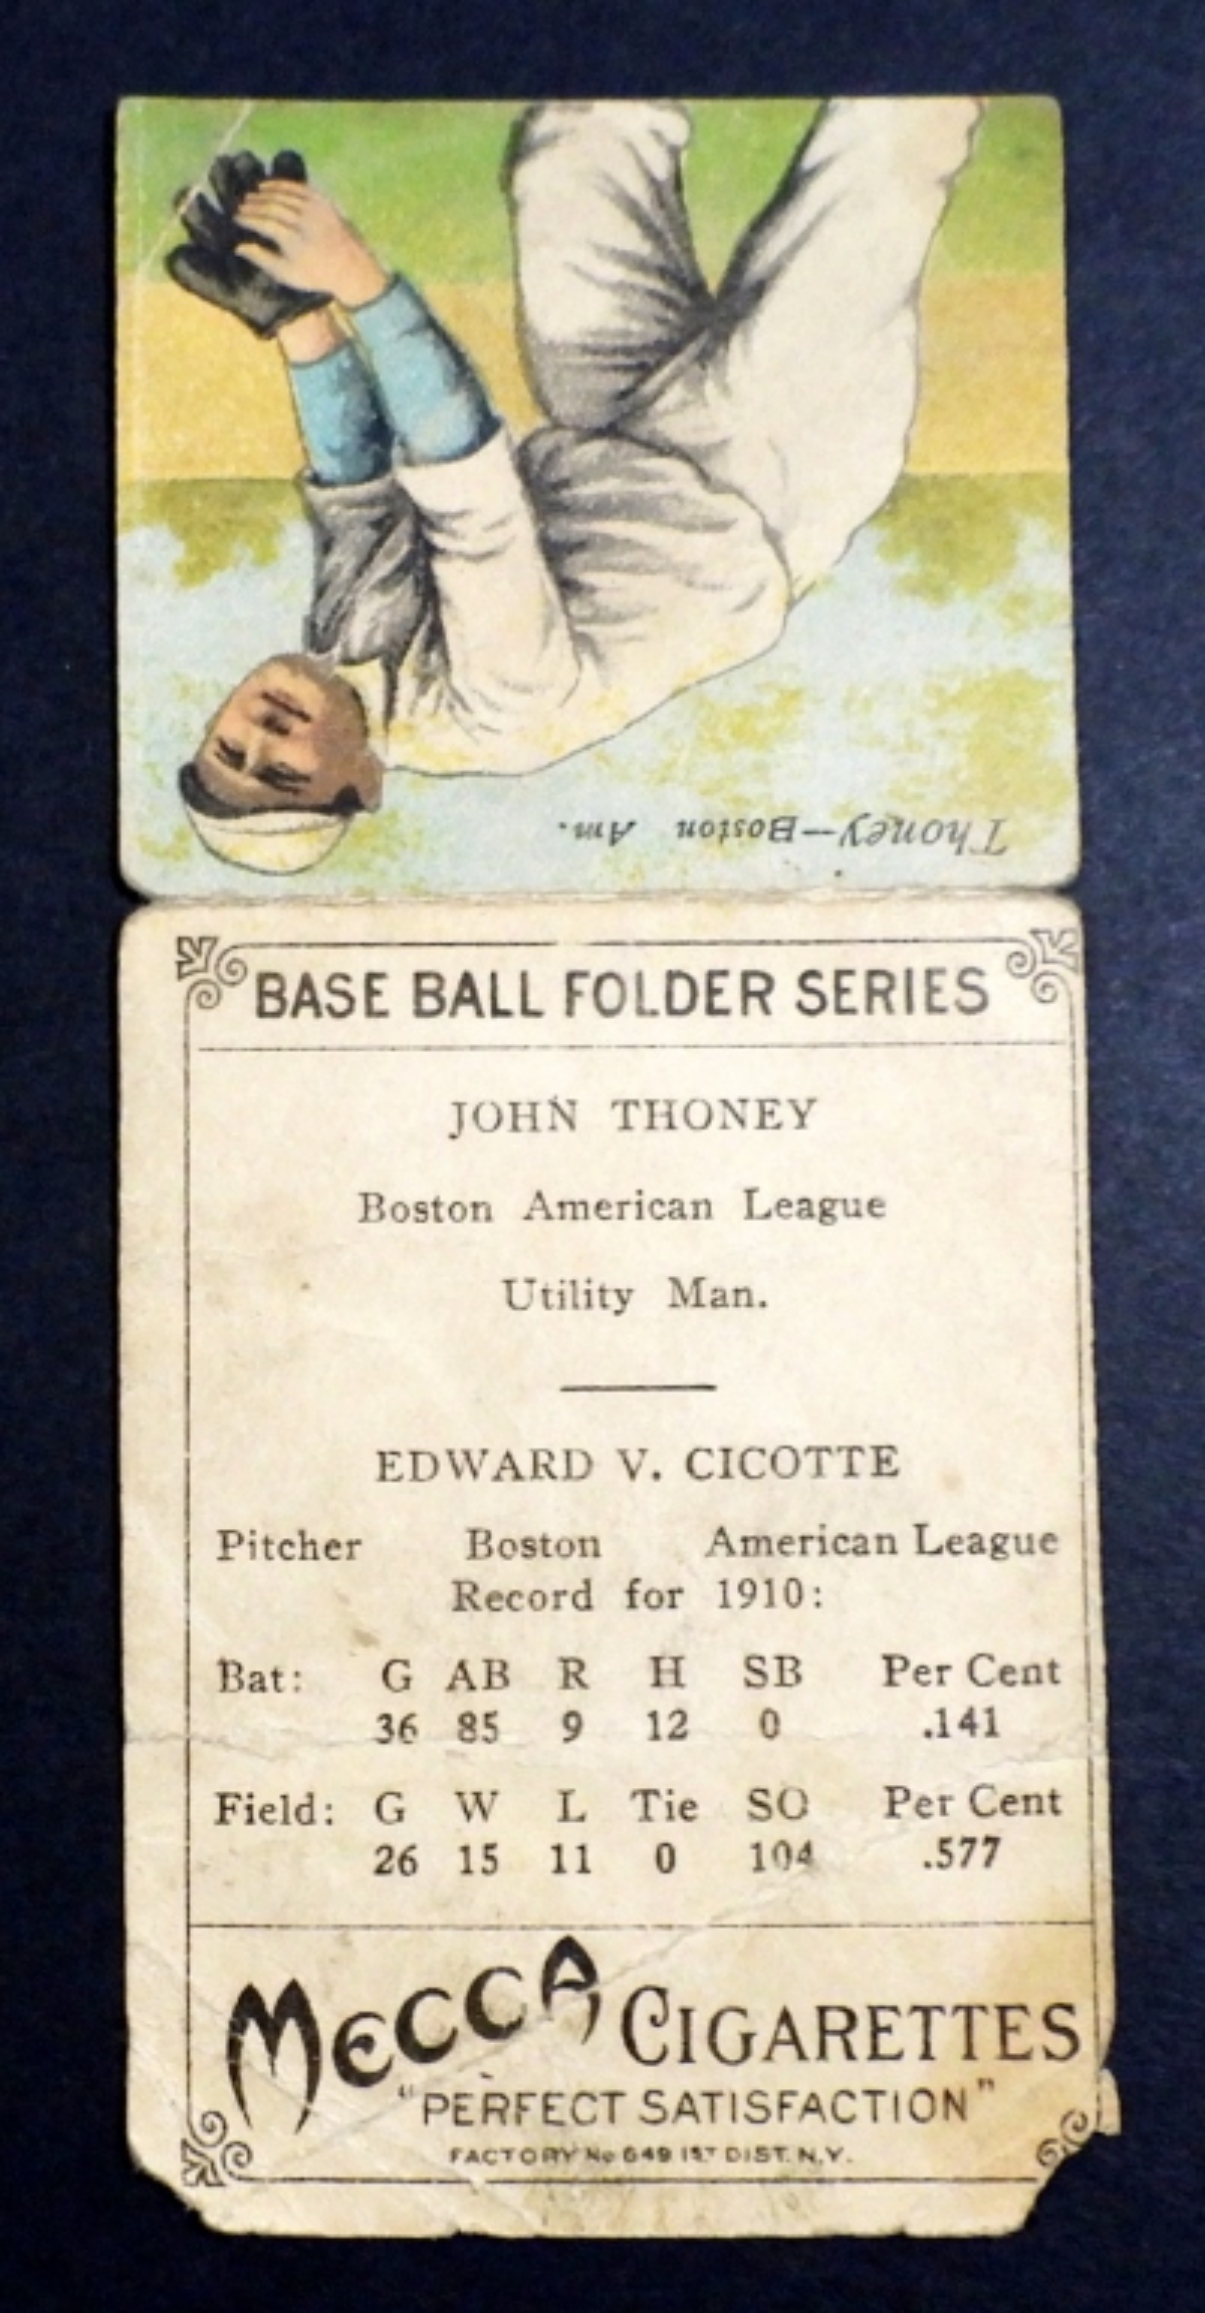 Thoney—Boston Am.
BASE BALL FOLDER SERIES
JOHN THONEY
Boston American League
Utility Man.
EDWARD V. CICOTTE
Pitcher Boston American League
Record for 1910:
Bat: G AB R H SB Per Cent
36 85 9 12 0 .141
Field: G W L Tie SO Per Cent
26 15 11 0 104 .577
MECCA CIGARETTES
"PERFECT SATISFACTION"
FACTORY No 649 1ST DIST. N.Y.